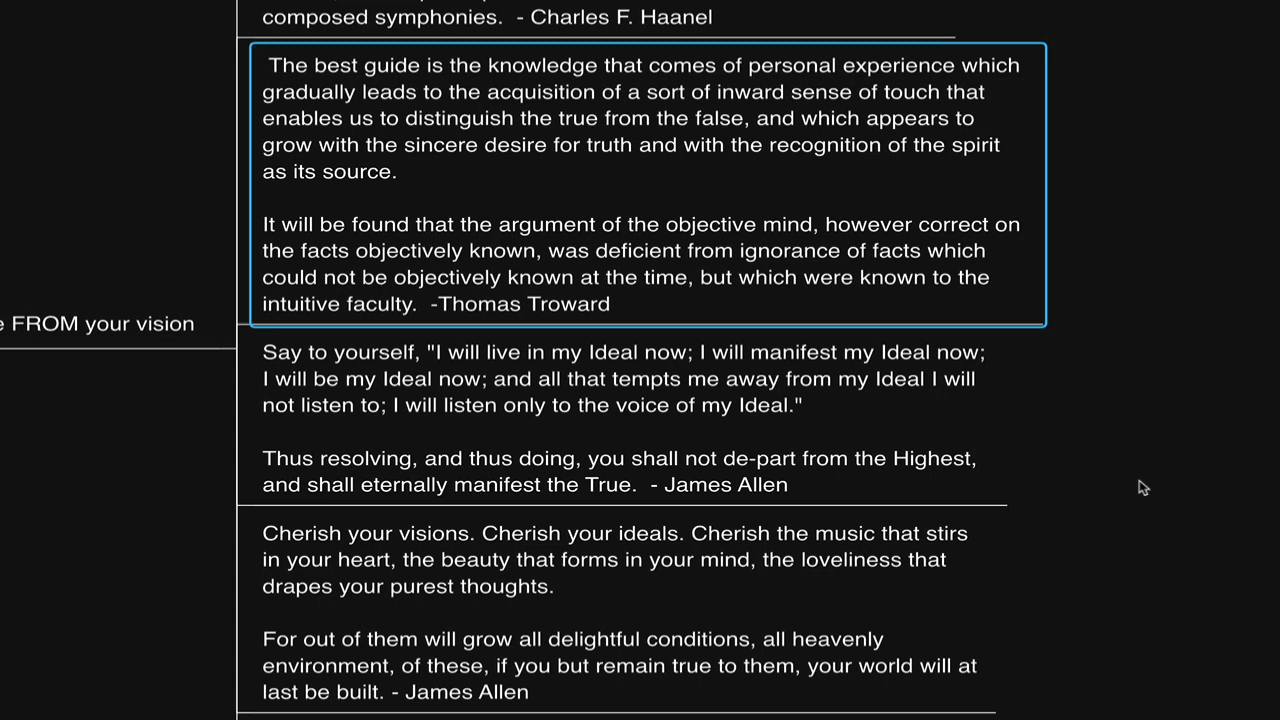 composed symphonies.  - Charles F. Haanel
The best guide is the knowledge that comes of personal experience which
gradually leads to the acquisition of a sort of inward sense of touch that
enables us to distinguish the true from the false, and which appears to
grow with the sincere desire for truth and with the recognition of the spirit
as its source.
It will be found that the argument of the objective mind, however correct on
the facts objectively known, was deficient from ignorance of facts which
could not be objectively known at the time, but which were known to the
intuitive faculty.  -Thomas Troward
FROM your vision
Say to yourself, "I will live in my Ideal now; I will manifest my Ideal now;
I will be my Ideal now; and all that tempts me away from my Ideal I will
not listen to; I will listen only to the voice of my Ideal."
Thus resolving, and thus doing, you shall not de-part from the Highest,
and shall eternally manifest the True.  - James Allen
Cherish your visions. Cherish your ideals. Cherish the music that stirs
in your heart, the beauty that forms in your mind, the loveliness that
drapes your purest thoughts.
For out of them will grow all delightful conditions, all heavenly
environment, of these, if you but remain true to them, your world will at
last be built. - James Allen